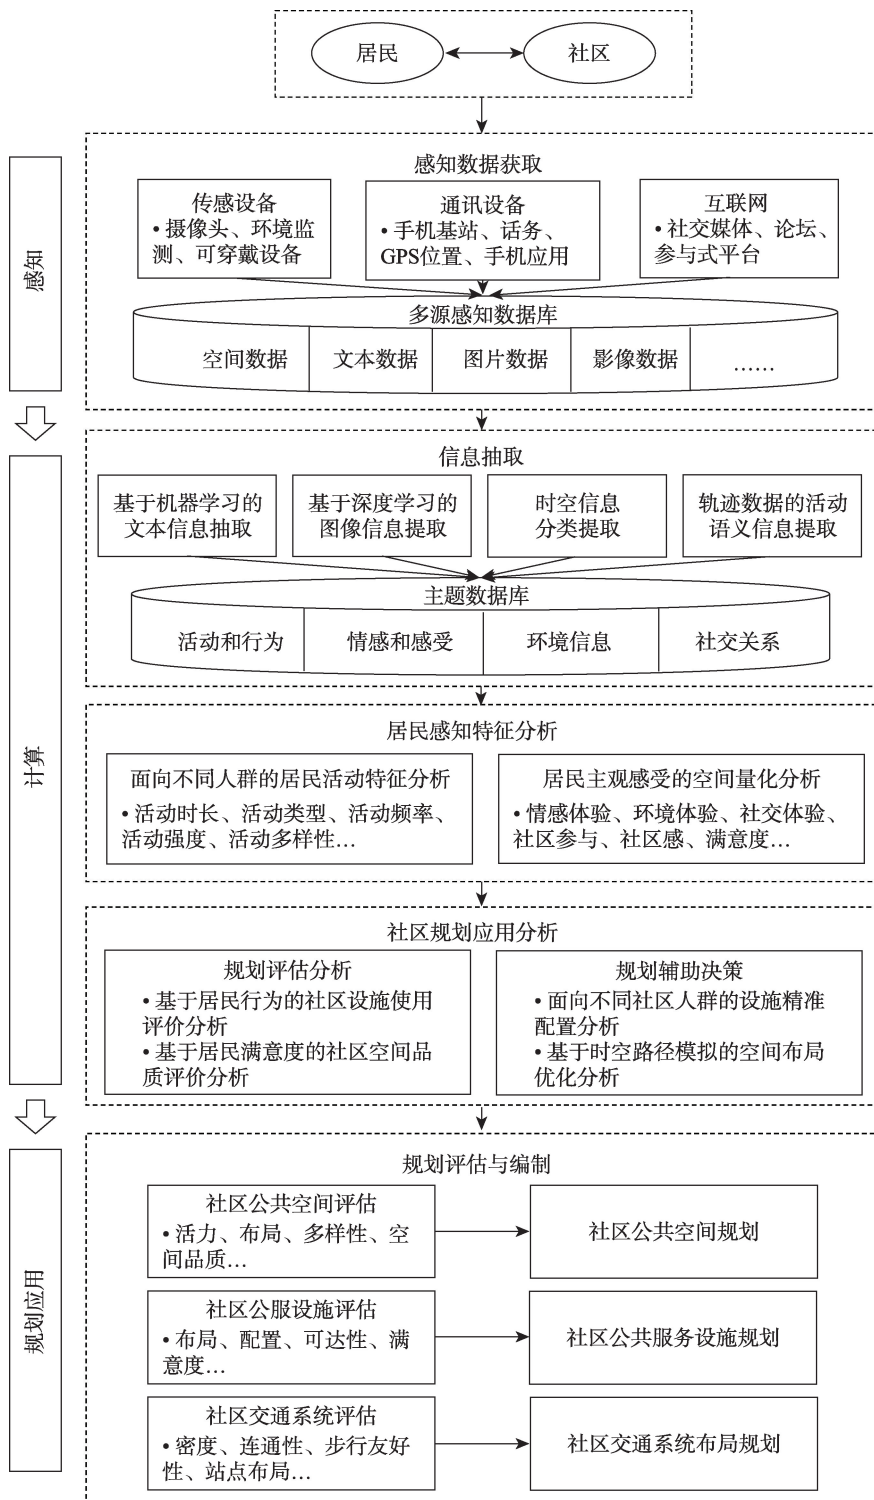 居民
社区
感知
感知数据获取
传感设备
• 摄像头、环境监
测、可穿戴设备
通讯设备
• 手机基站、话务、
GPS位置、手机应用
互联网
• 社交媒体、论坛、
参与式平台
多源感知数据库
空间数据
文本数据
图片数据
影像数据
……
计算
信息抽取
基于机器学习的
文本信息抽取
基于深度学习的
图像信息提取
时空信息
分类提取
轨迹数据的活动
语义信息提取
主题数据库
活动和行为
情感和感受
环境信息
社交关系
居民感知特征分析
面向不同人群的居民活动特征分析
• 活动时长、活动类型、活动频率、
活动强度、活动多样性…
居民主观感受的空间量化分析
• 情感体验、环境体验、社交体验、
社区参与、社区感、满意度…
社区规划应用分析
规划评估分析
• 基于居民行为的社区设施使用
评价分析
• 基于居民满意度的社区空间品
质评价分析
规划辅助决策
• 面向不同社区人群的设施精准
配置分析
• 基于时空路径模拟的空间布局
优化分析
规划应用
规划评估与编制
社区公共空间评估
• 活力、布局、多样性、空
间品质…
社区公共空间规划
社区公服设施评估
• 布局、配置、可达性、满
意度…
社区公共服务设施规划
社区交通系统评估
• 密度、连通性、步行友好
性、站点布局…
社区交通系统布局规划